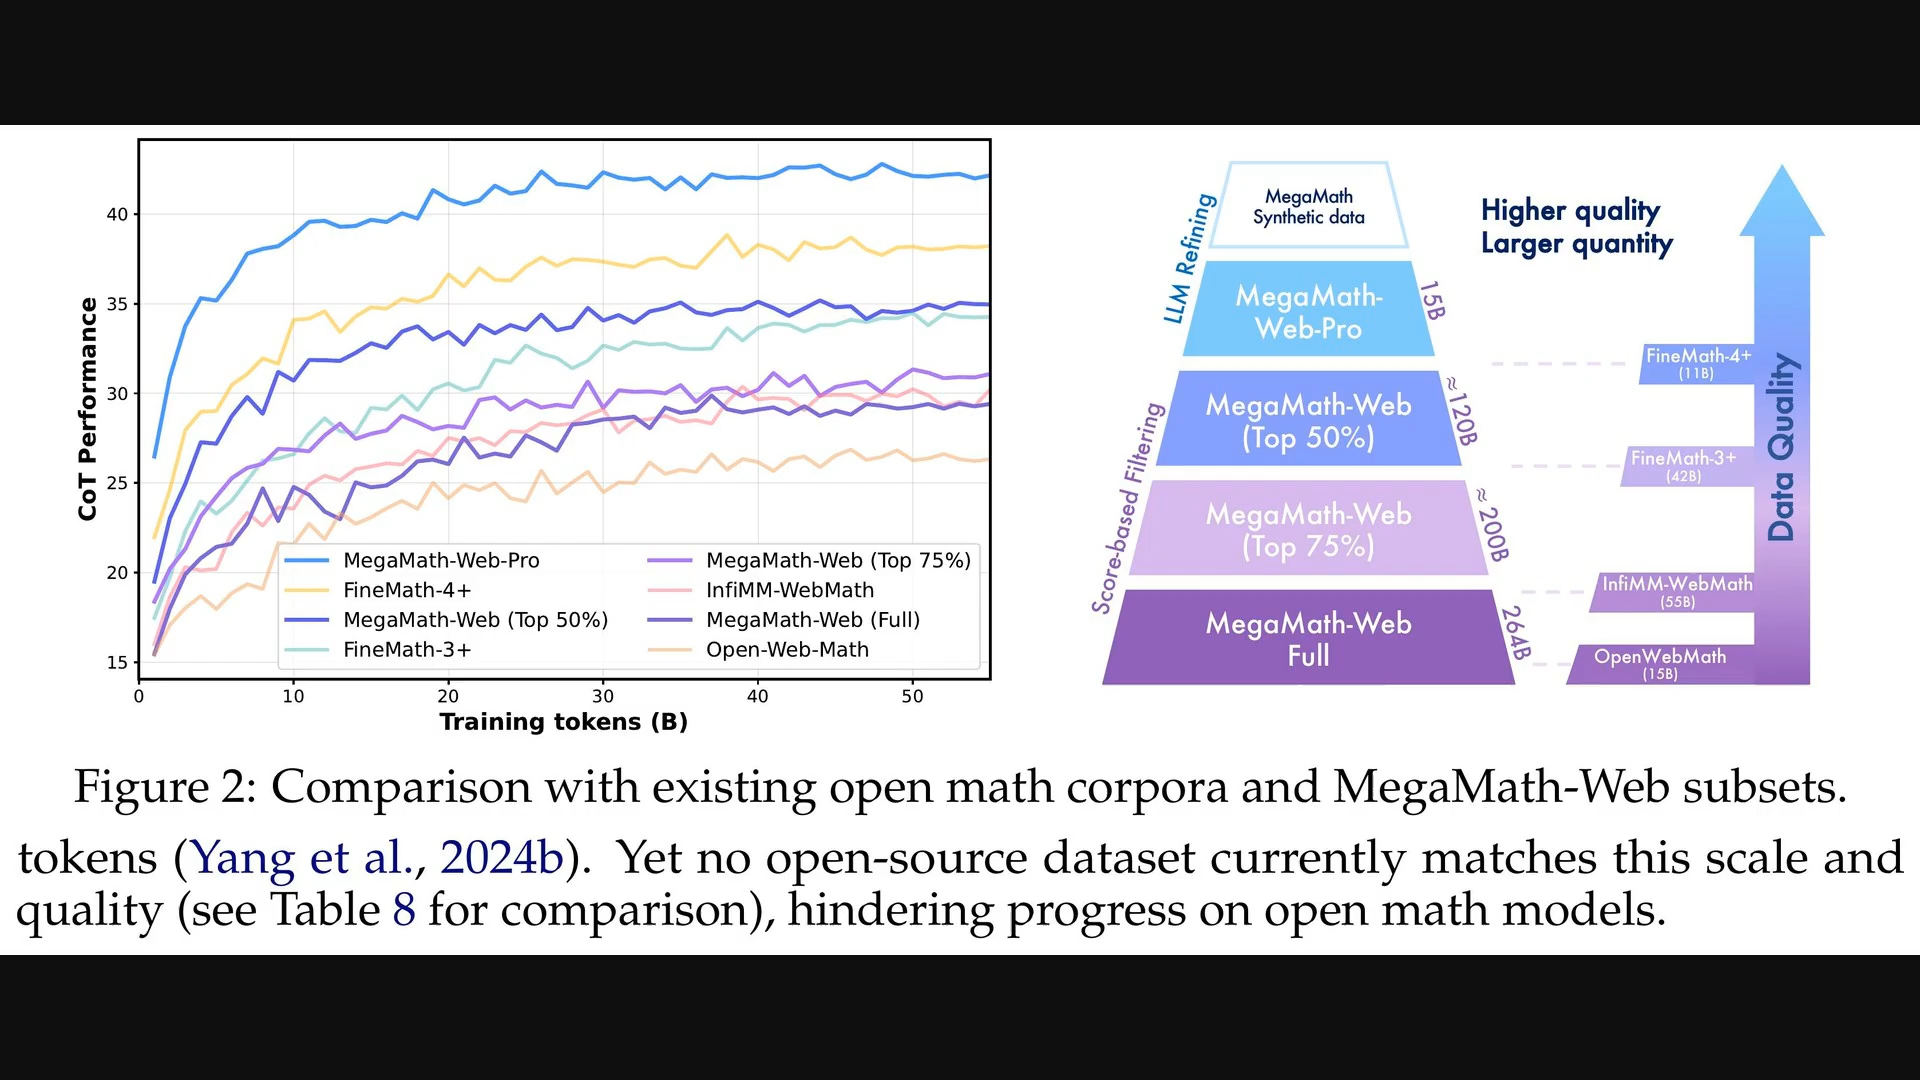 CoT Performance
40
35
30
25
20
15
0 10 20 30 40 50
Training tokens (B)
MegaMath-Web-Pro
FineMath-4+
MegaMath-Web (Top 50%)
FineMath-3+
MegaMath-Web (Top 75%)
InfiMM-WebMath
MegaMath-Web (Full)
Open-Web-Math
LLM Refining
Score-based Filtering
MegaMath
Synthetic data
MegaMath-
Web-Pro
15B
MegaMath-Web
(Top 50%)
≈120B
MegaMath-Web
(Top 75%)
≈ 200B
MegaMath-Web
Full
264B
Higher quality
Larger quantity
FineMath-4+
(11B)
FineMath-3+
(42B)
InfiMM-WebMath
(55B)
OpenWebMath
(15B)
Data Quality
Figure 2: Comparison with existing open math corpora and MegaMath-Web subsets.
tokens (Yang et al., 2024b). Yet no open-source dataset currently matches this scale and
quality (see Table 8 for comparison), hindering progress on open math models.